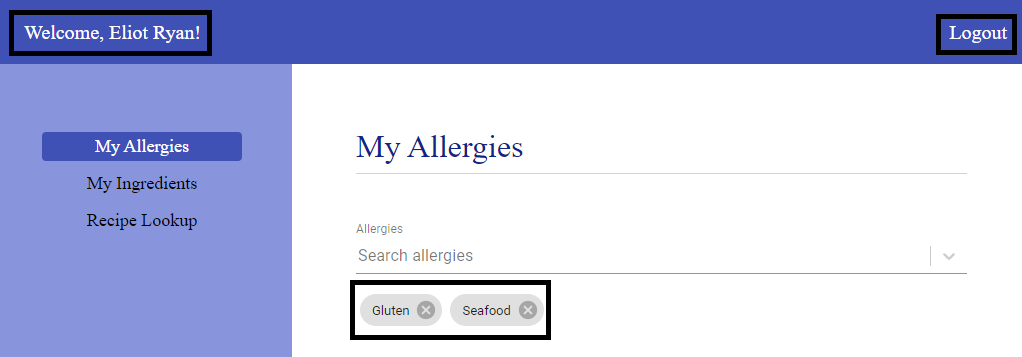 Welcome, Eliot Ryan!
Logout
My Allergies
My Ingredients
Recipe Lookup
My Allergies
Allergies
Search allergies
Gluten
Seafood